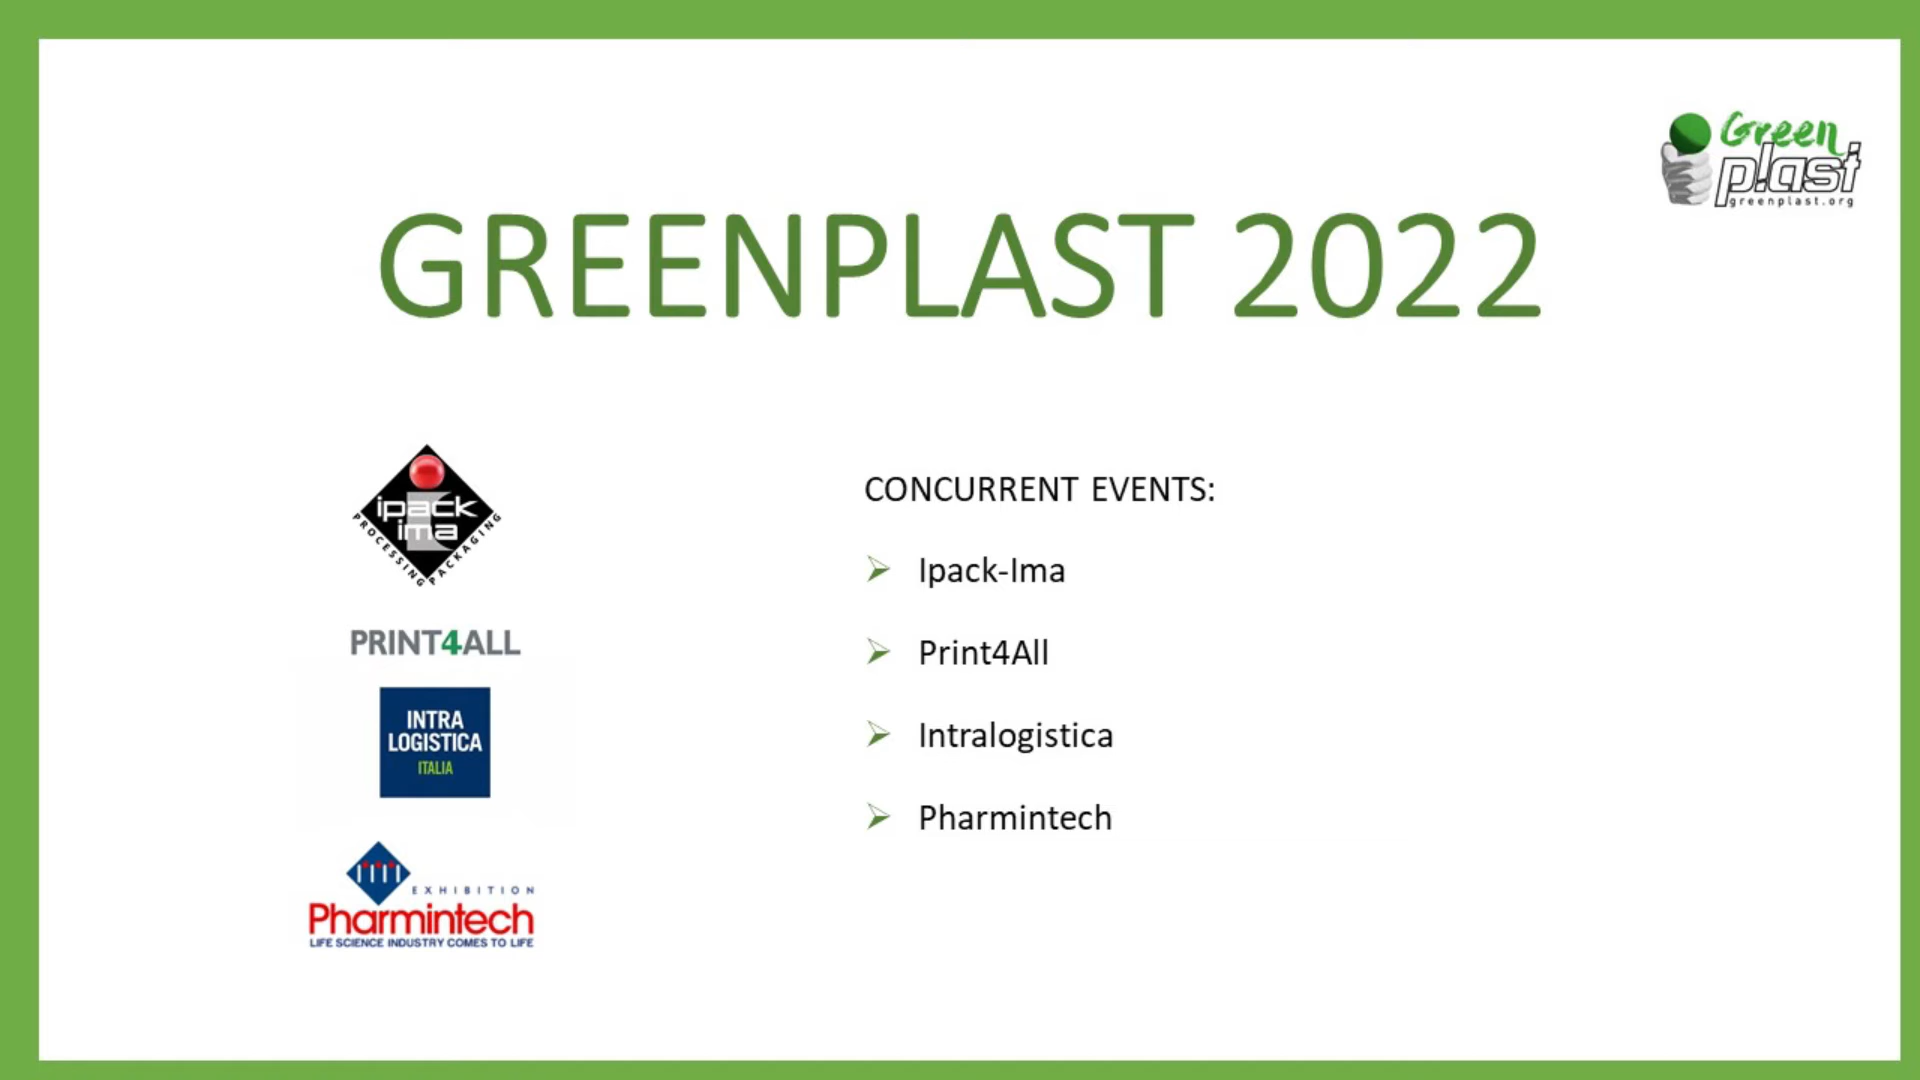 Green
plast
greenplast.org
GREENPLAST 2022
ipack
ima
PROCESSING PACKAGING
PRINT4ALL
INTRA
LOGISTICA
ITALIA
EXHIBITION
Pharmintech
LIFE SCIENCE INDUSTRY COMES TO LIFE
CONCURRENT EVENTS:
Ipack-Ima
Print4All
Intralogistica
Pharmintech